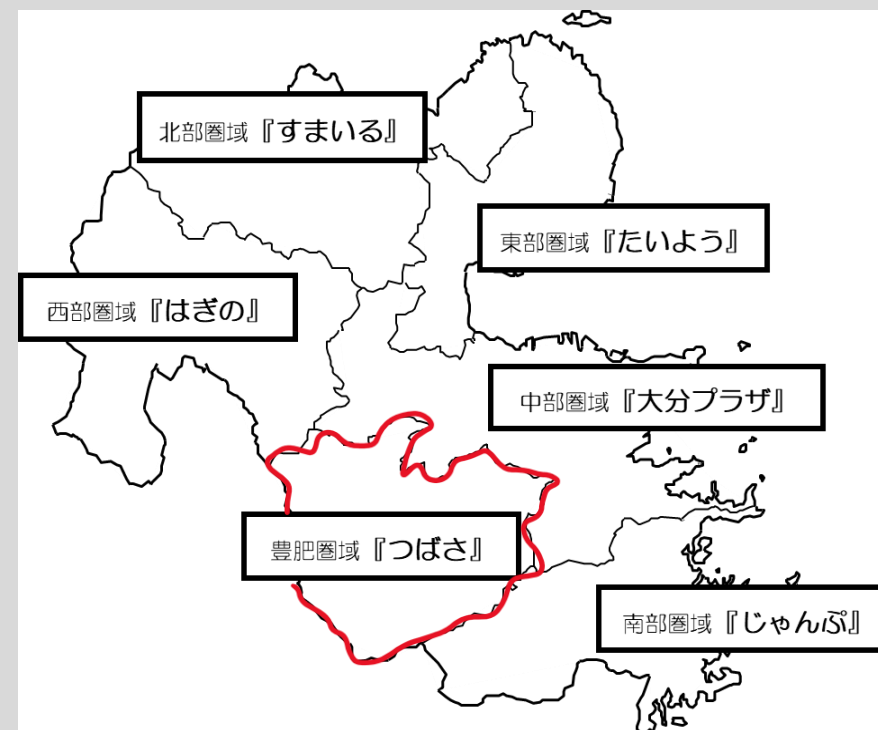 北部圏域『すまいる』
東部圏域『たいよう』
西部圏域『はぎの』
中部圏域『大分プラザ』
豊肥圏域『つばさ』
南部圏域『じゃんぷ』